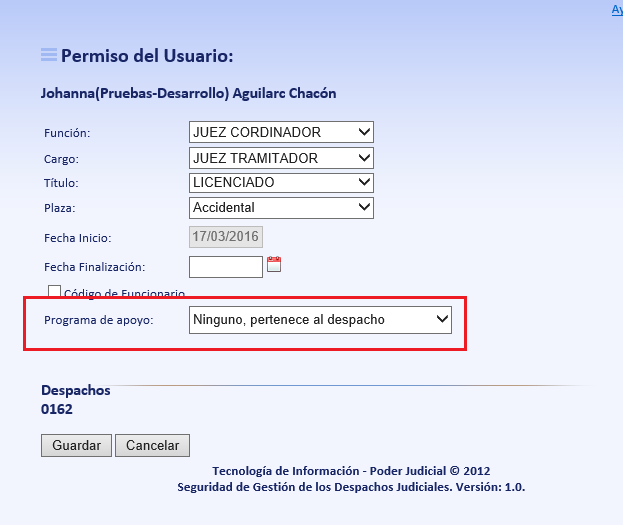 Ay
Permiso del Usuario:
Johanna(Pruebas-Desarrollo) Aguilarc Chacón
Función: JUEZ CORDINADOR
Cargo: JUEZ TRAMITADOR
Título: LICENCIADO
Plaza: Accidental
Fecha Inicio: 17/03/2016
Fecha Finalización:
Código de Funcionario
Programa de apoyo: Ninguno, pertenece al despacho
Despachos
0162
Guardar Cancelar
Tecnología de Información - Poder Judicial © 2012
Seguridad de Gestión de los Despachos Judiciales. Versión: 1.0.